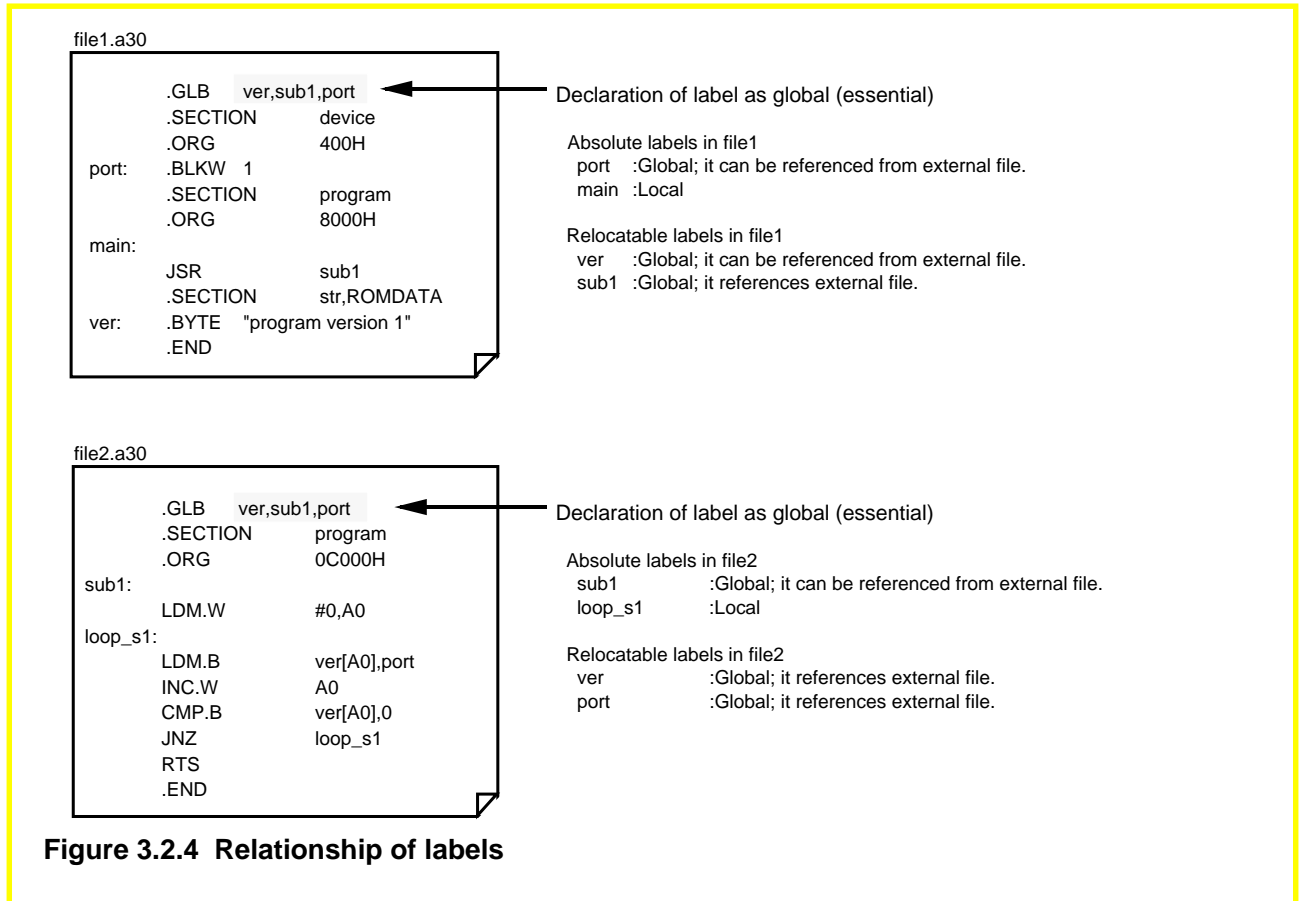 file1.a30
.GLB ver,sub1,port
.SECTION device
.ORG 400H
port: .BLKW 1
.SECTION program
.ORG 8000H
main:
JSR sub1
.SECTION str,ROMDATA
ver: .BYTE "program version 1"
.END
Declaration of label as global (essential)
Absolute labels in file1
port :Global; it can be referenced from external file.
main :Local
Relocatable labels in file1
ver :Global; it can be referenced from external file.
sub1 :Global; it references external file.
file2.a30
.GLB ver,sub1,port
.SECTION program
.ORG 0C000H
sub1:
LDM.W #0,A0
loop_s1:
LDM.B ver[A0],port
INC.W A0
CMP.B ver[A0],0
JNZ loop_s1
RTS
.END
Declaration of label as global (essential)
Absolute labels in file2
sub1 :Global; it can be referenced from external file.
loop_s1 :Local
Relocatable labels in file2
ver :Global; it references external file.
port :Global; it references external file.
Figure 3.2.4 Relationship of labels